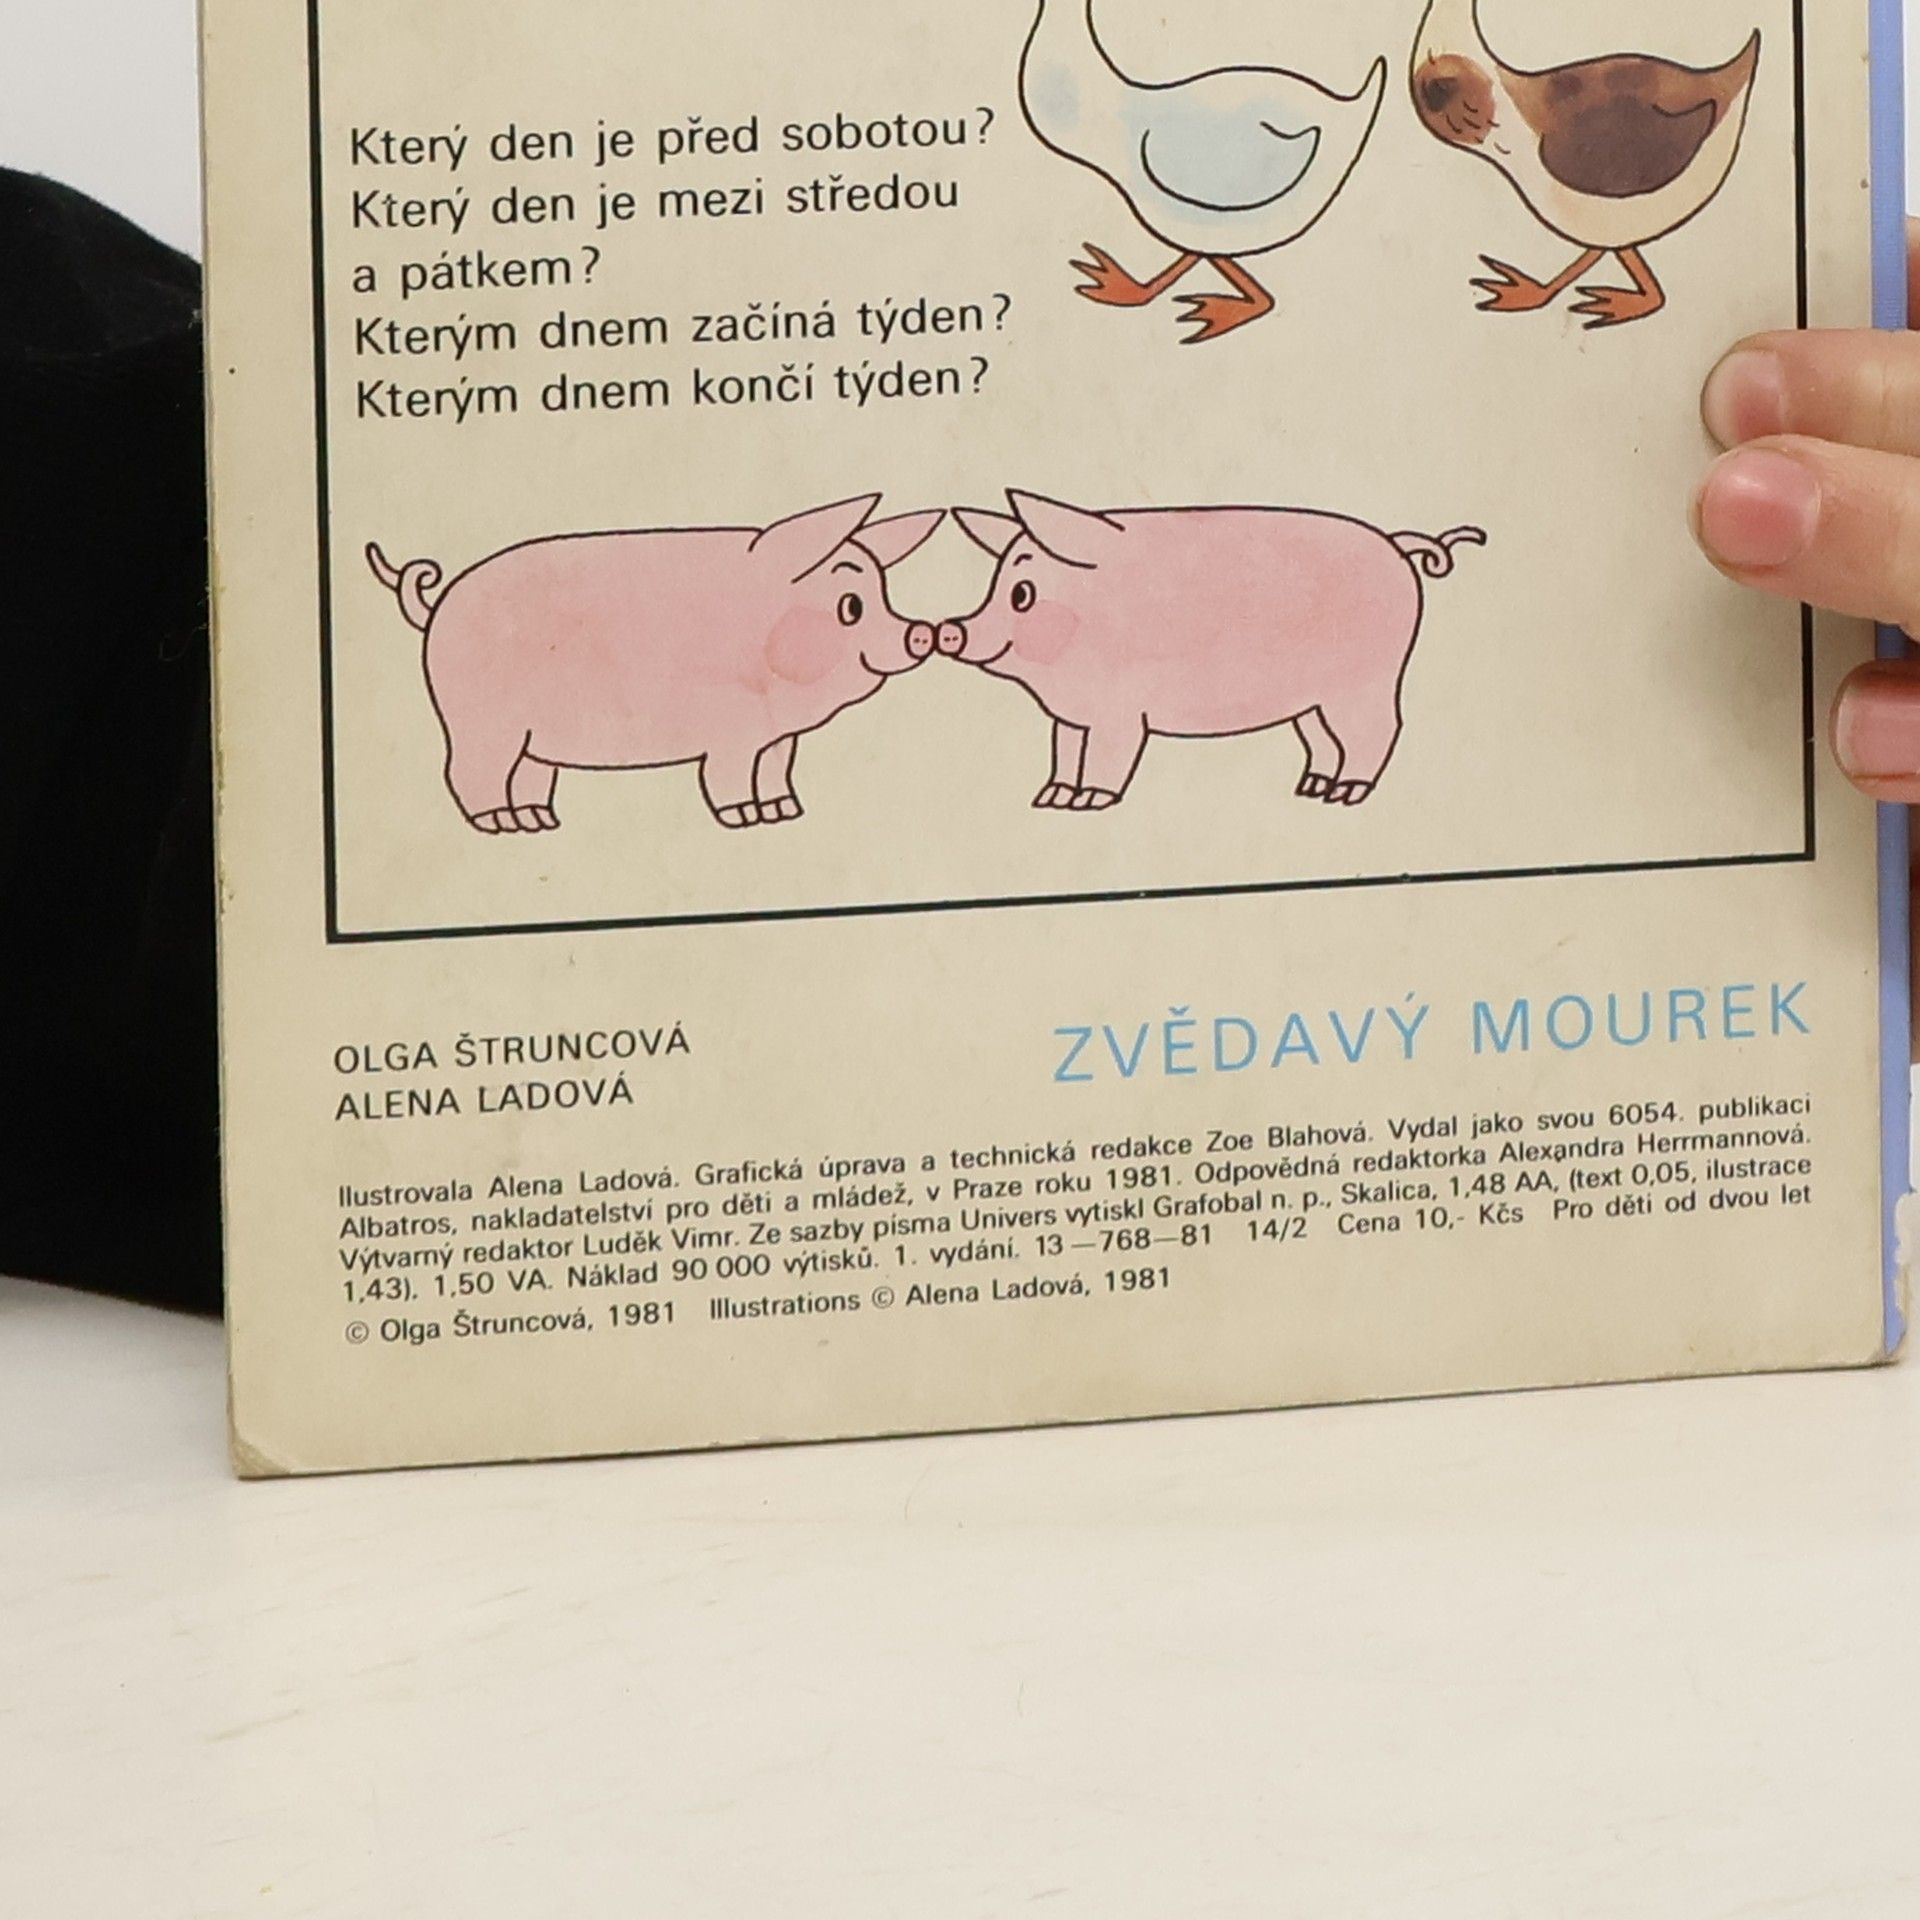 Který den je před sobotou?
Který den je mezi středou
a pátkem?
Kterým dnem začíná týden?
Kterým dnem končí týden?
OLGA ŠTRUNCOVÁ
ALENA LADOVÁ
ZVĚDAVÝ MOUREK
Ilustrovala Alena Ladová. Grafická úprava a technická redakce Zoe Blahová. Vydal jako svou 6054. publikaci
Albatros, nakladatelství pro děti a mládež, v Praze roku 1981. Odpovědná redaktorka Alexandra Herrmannová.
Výtvarný redaktor Luděk Vimr. Ze sazby písma Univers vytiskl Grafobal n. p., Skalica, 1,48 AA, (text 0,05, ilustrace
1,43). 1,50 VA. Náklad 90 000 výtisků. 1. vydání. 13—768—81 14/2 Cena 10,- Kčs Pro děti od dvou let
© Olga Štruncová, 1981 Illustrations © Alena Ladová, 1981